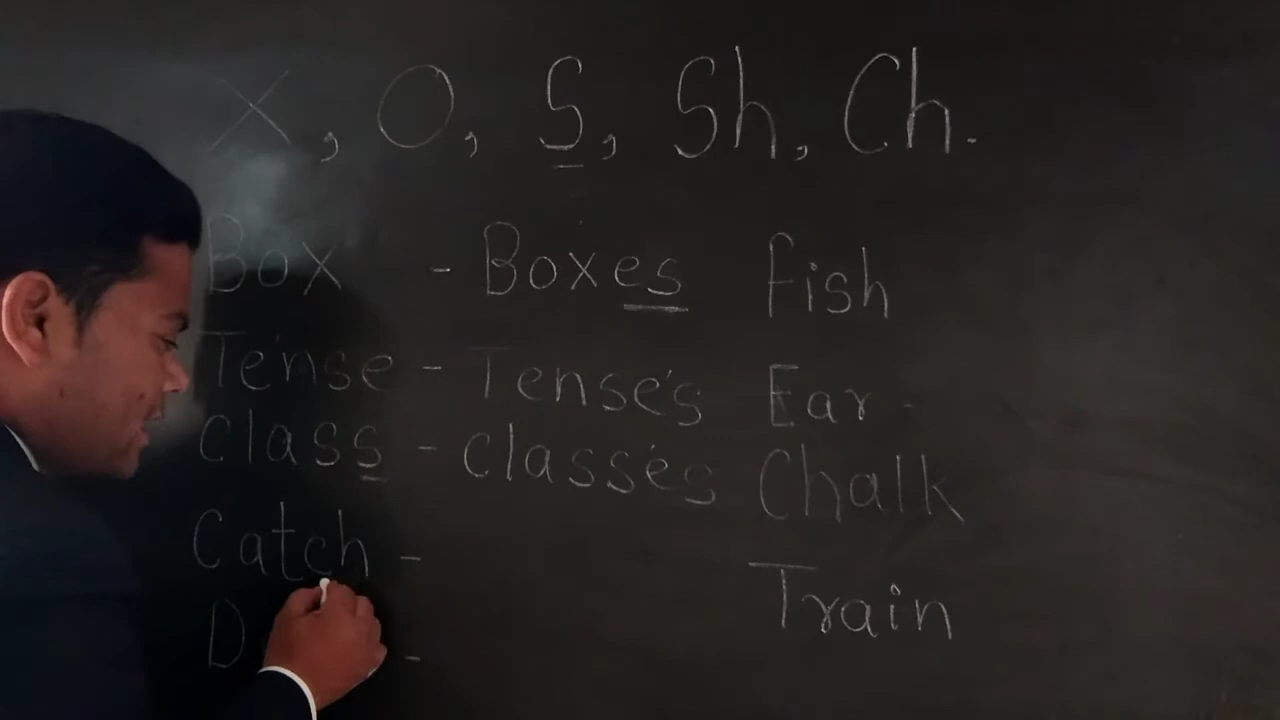 X, O, S, Sh, Ch.
Box - Boxes Fish
Tense - Tense's Ear -
Class - classes Chalk
Catch -
Train
D -